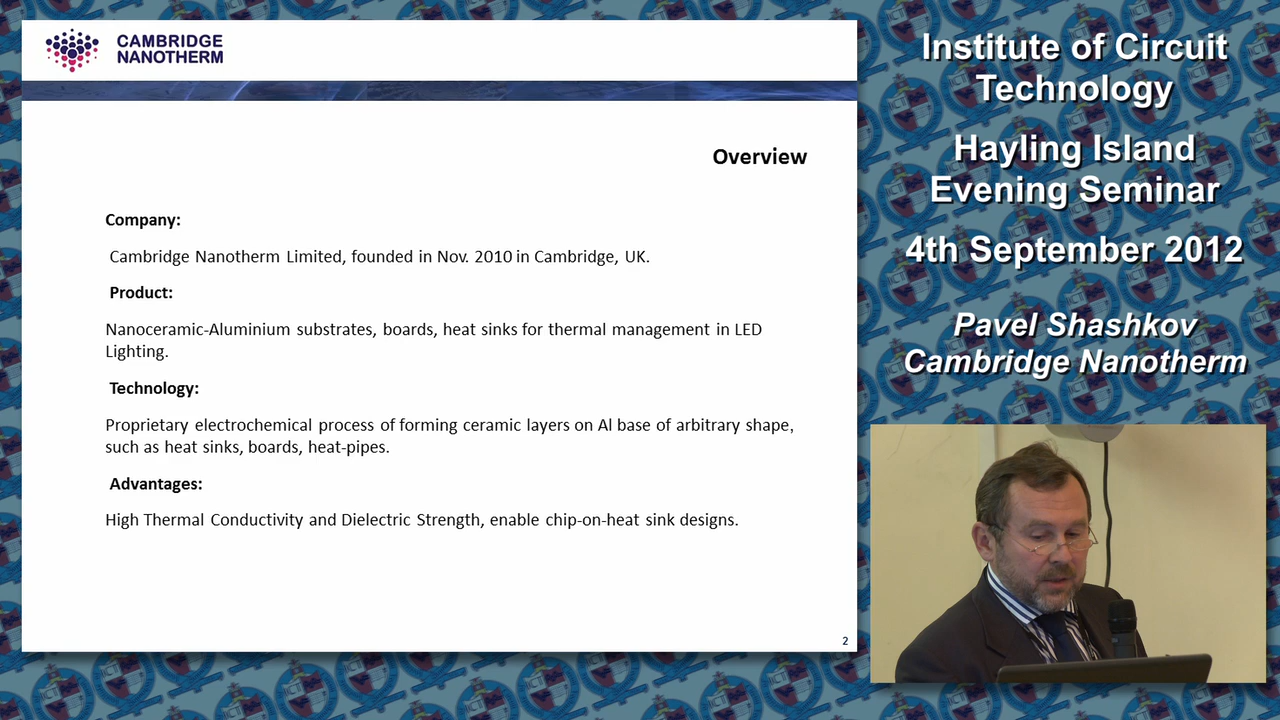 CAMBRIDGE
NANOTHERM
Overview
Company:
Cambridge Nanotherm Limited, founded in Nov. 2010 in Cambridge, UK.
Product:
Nanoceramic-Aluminium substrates, boards, heat sinks for thermal management in LED
Lighting.
Technology:
Proprietary electrochemical process of forming ceramic layers on Al base of arbitrary shape,
such as heat sinks, boards, heat-pipes.
Advantages:
High Thermal Conductivity and Dielectric Strength, enable chip-on-heat sink designs.
2
Institute of Circuit
Technology
Hayling Island
Evening Seminar
4th September 2012
Pavel Shashkov
Cambridge Nanotherm